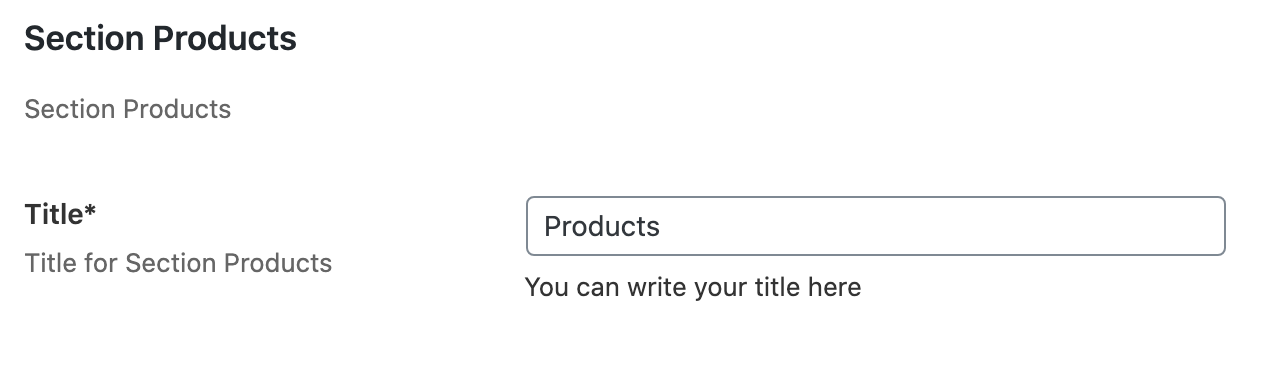 Section Products
Section Products
Title*
Title for Section Products
Products
You can write your title here